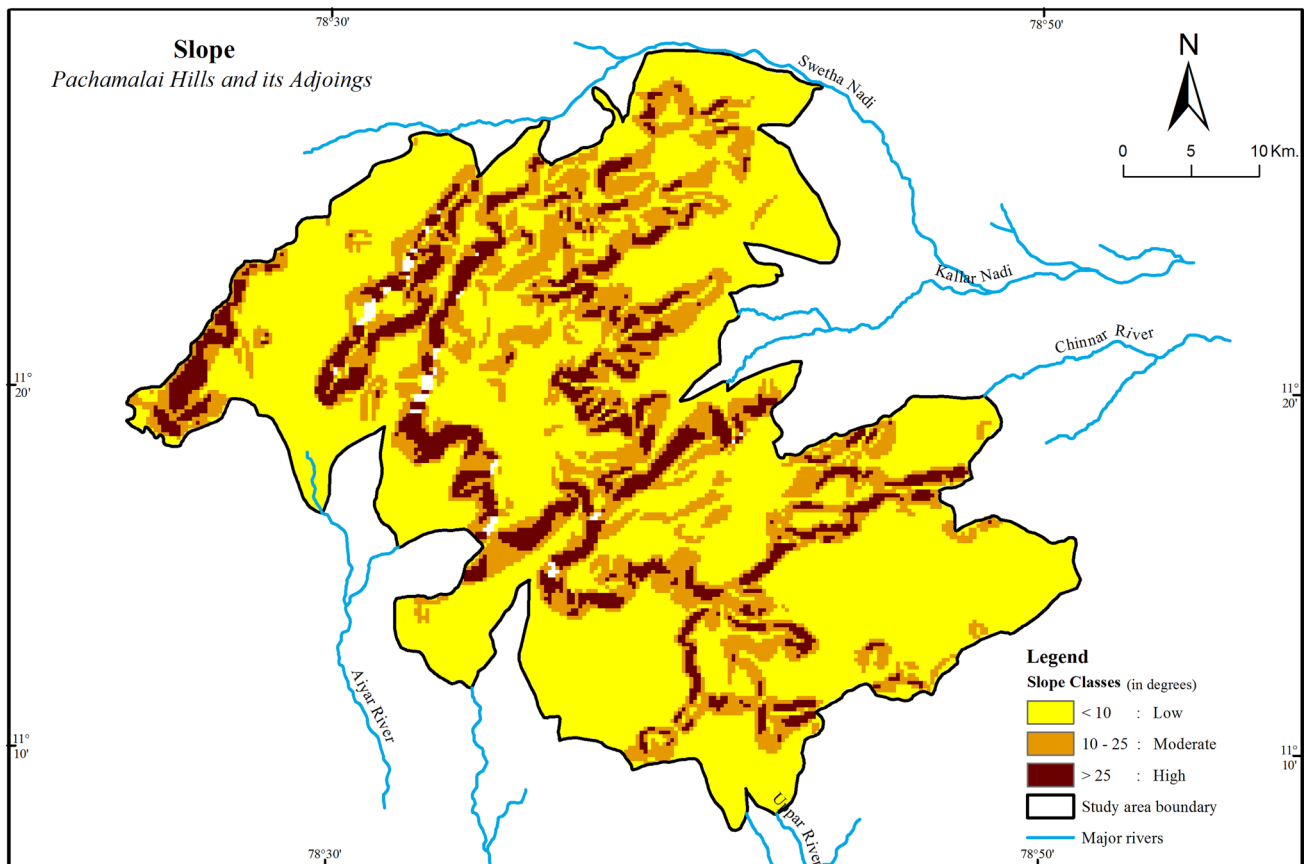 78°30'
78°50'
Slope
Pachamalai Hills and its Adjoings
N
0 5 10 Km.
Swetha Nadi
Kallar Nadi
Chinnar River
11°
20'
11°
20'
Aiyar River
Uppar River
11°
10'
11°
10'
Legend
Slope Classes (in degrees)
< 10 : Low
10 - 25 : Moderate
> 25 : High
Study area boundary
Major rivers
78°30'
78°50'